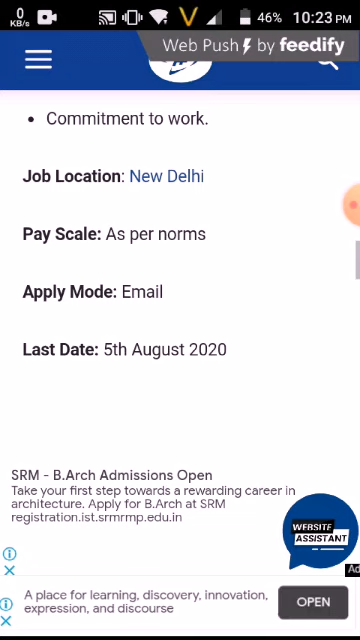 0
KB/s
46% 10:23 PM
Web Push by feedify
• Commitment to work.
Job Location: New Delhi
Pay Scale: As per norms
Apply Mode: Email
Last Date: 5th August 2020
SRM - B.Arch Admissions Open
Take your first step towards a rewarding career in
architecture. Apply for B.Arch at SRM
registration.ist.srmrmp.edu.in
WEBSITE
ASSISTANT
Ad
A place for learning, discovery, innovation,
expression, and discourse
OPEN